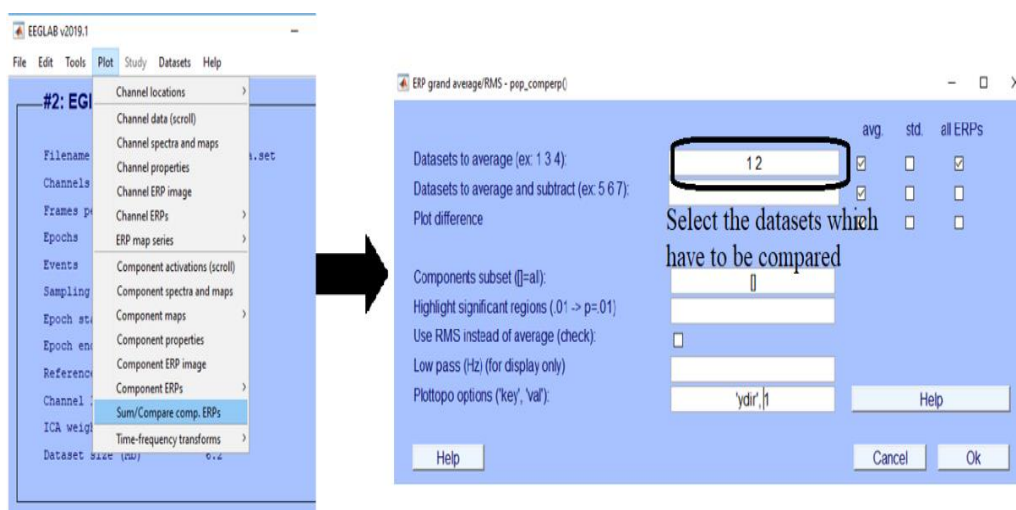 EEGLAB v2019.1
File Edit Tools Plot Study Datasets Help
#2: EGI
Filename
a.set
Channels
Frames pe
Epochs
Events
Sampling
Epoch sta
Epoch end
Reference
Channel
ICA weigh
Dataset size (Mb) 6.2
Channel locations
Channel data (scroll)
Channel spectra and maps
Channel properties
Channel ERP image
Channel ERPs
ERP map series
Component activations (scroll)
Component spectra and maps
Component maps
Component properties
Component ERP image
Component ERPs
Sum/Compare comp. ERPs
Time-frequency transforms
ERP grand average/RMS - pop_comperp()
avg. std. all ERPs
Datasets to average (ex: 1 3 4): 1 2
Datasets to average and subtract (ex: 5 6 7):
Plot difference
Select the datasets which
have to be compared
Components subset ([]=all): []
Highlight significant regions (.01 -> p=.01)
Use RMS instead of average (check):
Low pass (Hz) (for display only)
Plottopo options ('key', 'val'): 'ydir', 1 Help
Help Cancel Ok